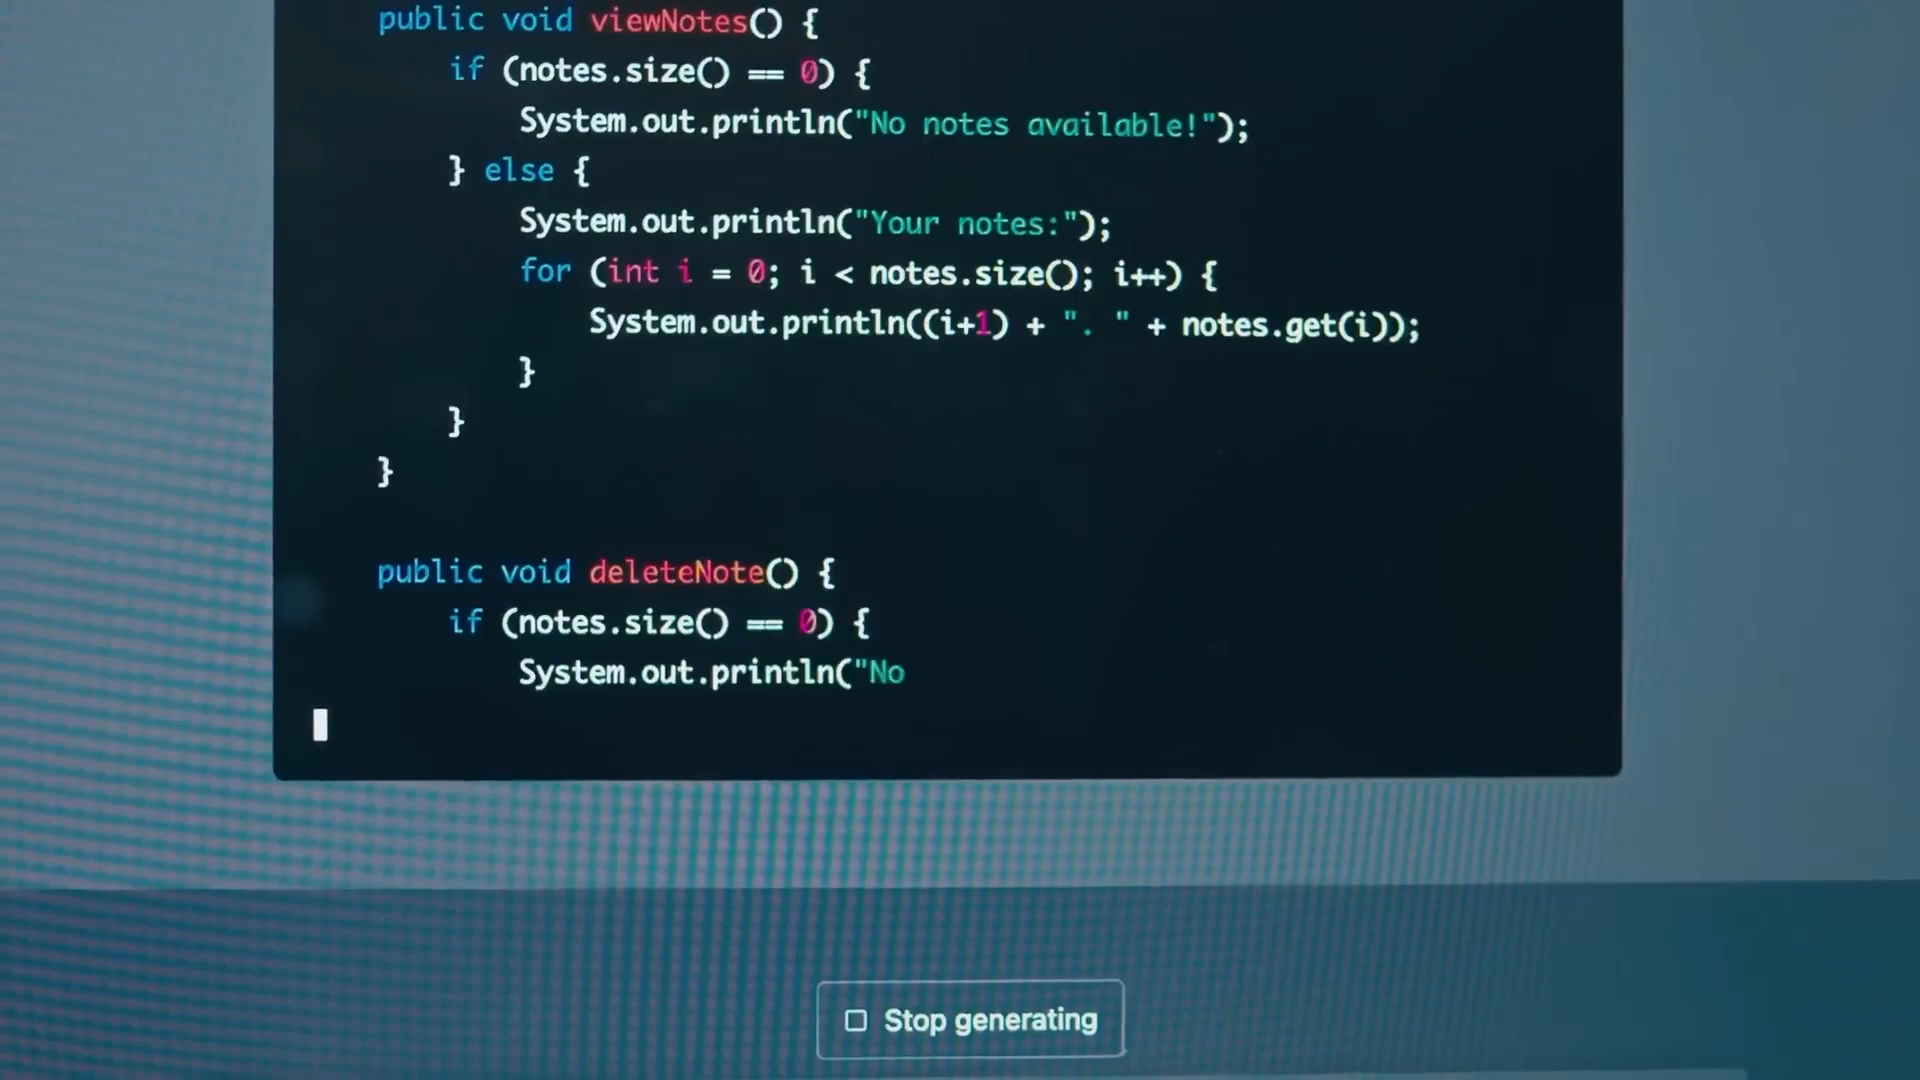 public void viewNotes() {
if (notes.size() == 0) {
System.out.println("No notes available!");
} else {
System.out.println("Your notes:");
for (int i = 0; i < notes.size(); i++) {
System.out.println((i+1) + ". " + notes.get(i));
}
}
}
public void deleteNote() {
if (notes.size() == 0) {
System.out.println("No
Stop generating